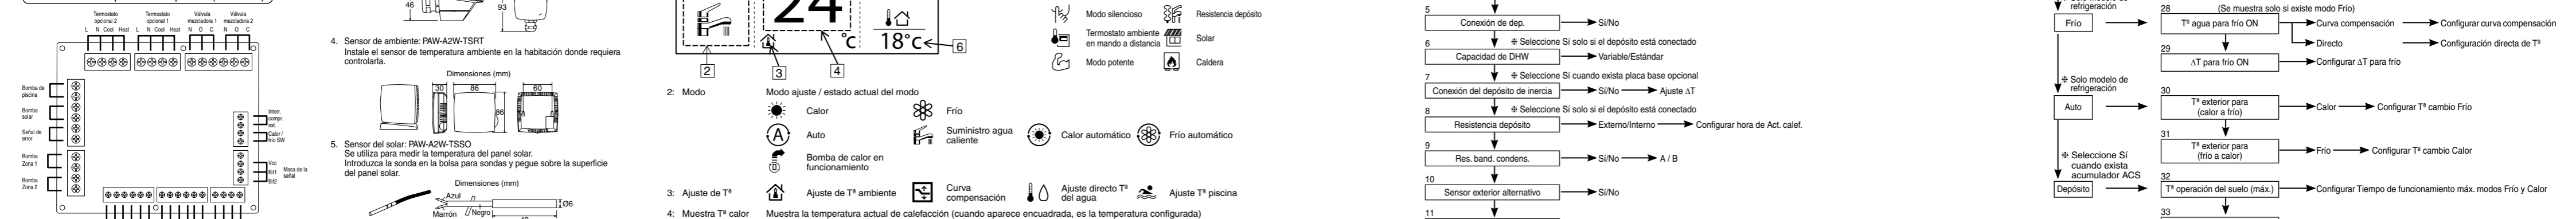 Termostato opcional 2
Termostato opcional 1
Válvula mezcladora 1
Válvula mezcladora 2
L N Cool Heat L N Cool Heat N O C N O C
Bomba de piscina
Bomba solar
Señal de error
Bomba Zona 1
Bomba Zona 2
Interr. compr. ext.
Calor / frío SW
Vcc
Bit1
Bit2
Masa de la señal
46
93
4. Sensor de ambiente: PAW-A2W-TSRT
Instale el sensor de temperatura ambiente en la habitación donde requiera
controlarla.
Dimensiones (mm)
30 86 60
86
5. Sensor del solar: PAW-A2W-TSSO
Se utiliza para medir la temperatura del panel solar.
Introduzca la sonda en la bolsa para sondas y pegue sobre la superficie
del panel solar.
Dimensiones (mm)
Azul
Marrón
Negro
Ø6
24
°c
18°c
6
2
3
4
Modo silencioso
Resistencia depósito
Termostato ambiente
en mando a distancia
Solar
Modo potente
Caldera
2: Modo
Modo ajuste / estado actual del modo
Calor
Frío
Auto
Suministro agua
caliente
Calor automático
Frío automático
Bomba de calor en
funcionamiento
3: Ajuste de Tª
Ajuste de Tª ambiente
Curva
compensación
Ajuste directo Tª
del agua
Ajuste Tª piscina
4: Muestra Tª calor
Muestra la temperatura actual de calefacción (cuando aparece encuadrada, es la temperatura configurada)
5
Conexión de dep.
Sí/No
6
❉ Seleccione Sí solo si el depósito está conectado
Capacidad de DHW
Variable/Estándar
7
❉ Seleccione Sí cuando exista placa base opcional
Conexión del depósito de inercia
Sí/No
Ajuste ∆T
8
❉ Seleccione Sí solo si el depósito está conectado
Resistencia depósito
Externo/Interno
Configurar hora de Act. calef.
9
Res. band. condens.
Sí/No
A / B
10
Sensor exterior alternativo
Sí/No
11
❉ Solo modelo de
refrigeración
Frío
28
(Se muestra solo si existe modo Frío)
Tª agua para frío ON
Curva compensación
Configurar curva compensación
Directo
Configuración directa de Tª
29
∆T para frío ON
Configurar ∆T para frío
❉ Solo modelo de
refrigeración
Auto
30
Tª exterior para
(calor a frío)
Calor
Configurar Tª cambio Frío
31
Tª exterior para
(frío a calor)
Frío
Configurar Tª cambio Calor
❉ Seleccione Sí
cuando exista
acumulador ACS
Depósito
32
Tª operación del suelo (máx.)
Configurar Tiempo de funcionamiento máx. modos Frío y Calor
33